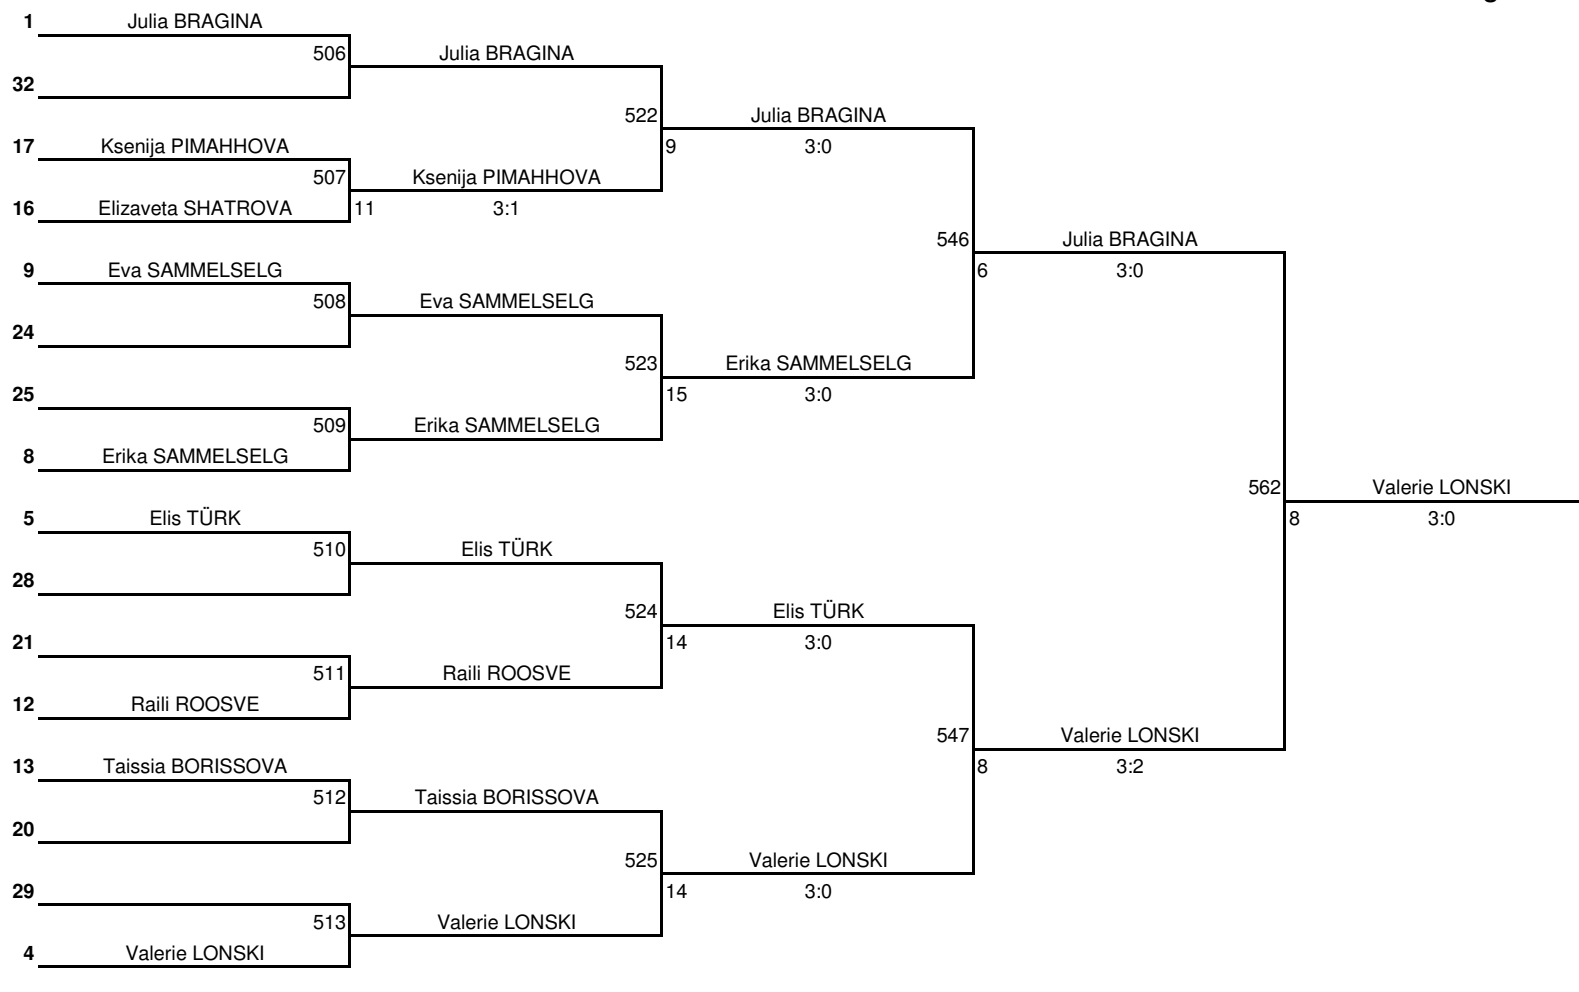 1 Julia BRAGINA
506 Julia BRAGINA
32
522 Julia BRAGINA
17 Ksenija PIMAHHOVA 9 3:0
507 Ksenija PIMAHHOVA
16 Elizaveta SHATROVA 11 3:1
546 Julia BRAGINA
9 Eva SAMMELSELG 6 3:0
508 Eva SAMMELSELG
24
523 Erika SAMMELSELG
25 15 3:0
509 Erika SAMMELSELG
8 Erika SAMMELSELG
562 Valerie LONSKI
5 Elis TÜRK 8 3:0
510 Elis TÜRK
28
524 Elis TÜRK
21 14 3:0
511 Raili ROOSVE
12 Raili ROOSVE
547 Valerie LONSKI
13 Taissia BORISSOVA 8 3:2
512 Taissia BORISSOVA
20
525 Valerie LONSKI
29 14 3:0
513 Valerie LONSKI
4 Valerie LONSKI